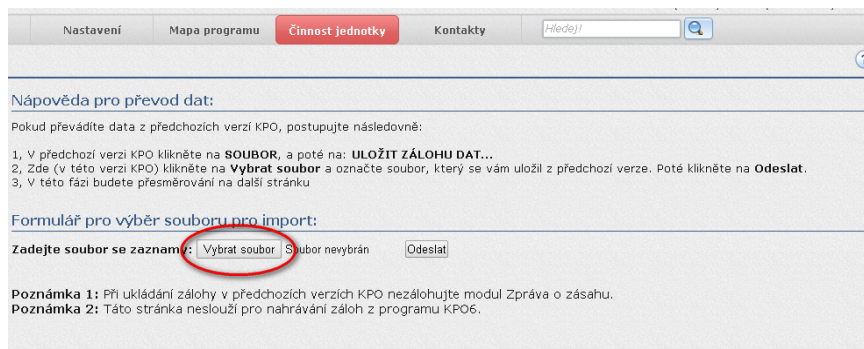 Nastavení Mapa programu Činnost jednotky Kontakty Hledej!
?
Nápověda pro převod dat:
Pokud převádíte data z předchozích verzí KPO, postupujte následovně:
1, V předchozí verzi KPO klikněte na SOUBOR, a poté na: ULOŽIT ZÁLOHU DAT...
2, Zde (v této verzi KPO) klikněte na Vybrat soubor a označte soubor, který se vám uložil z předchozí verze. Poté klikněte na Odeslat.
3, V této fázi budete přesměrování na další stránku
Formulář pro výběr souboru pro import:
Zadejte soubor se zaznamy: Vybrat soubor Soubor nevybrán Odeslat
Poznámka 1: Při ukládání zálohy v předchozích verzích KPO nezálohujte modul Zpráva o zásahu.
Poznámka 2: Táto stránka neslouží pro nahrávání záloh z programu KPO6.